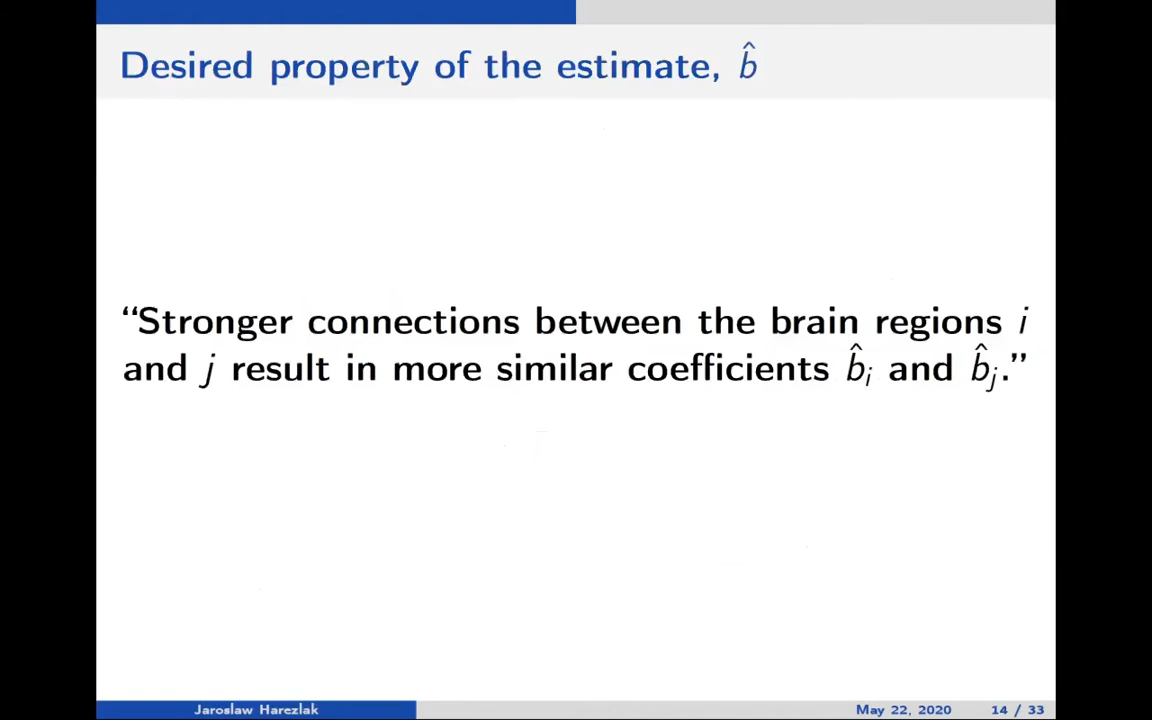 Desired property of the estimate, b̂
“Stronger connections between the brain regions i
and j result in more similar coefficients b̂ᵢ and b̂ⱼ.”
Jaroslaw Harezlak May 22, 2020 14 / 33